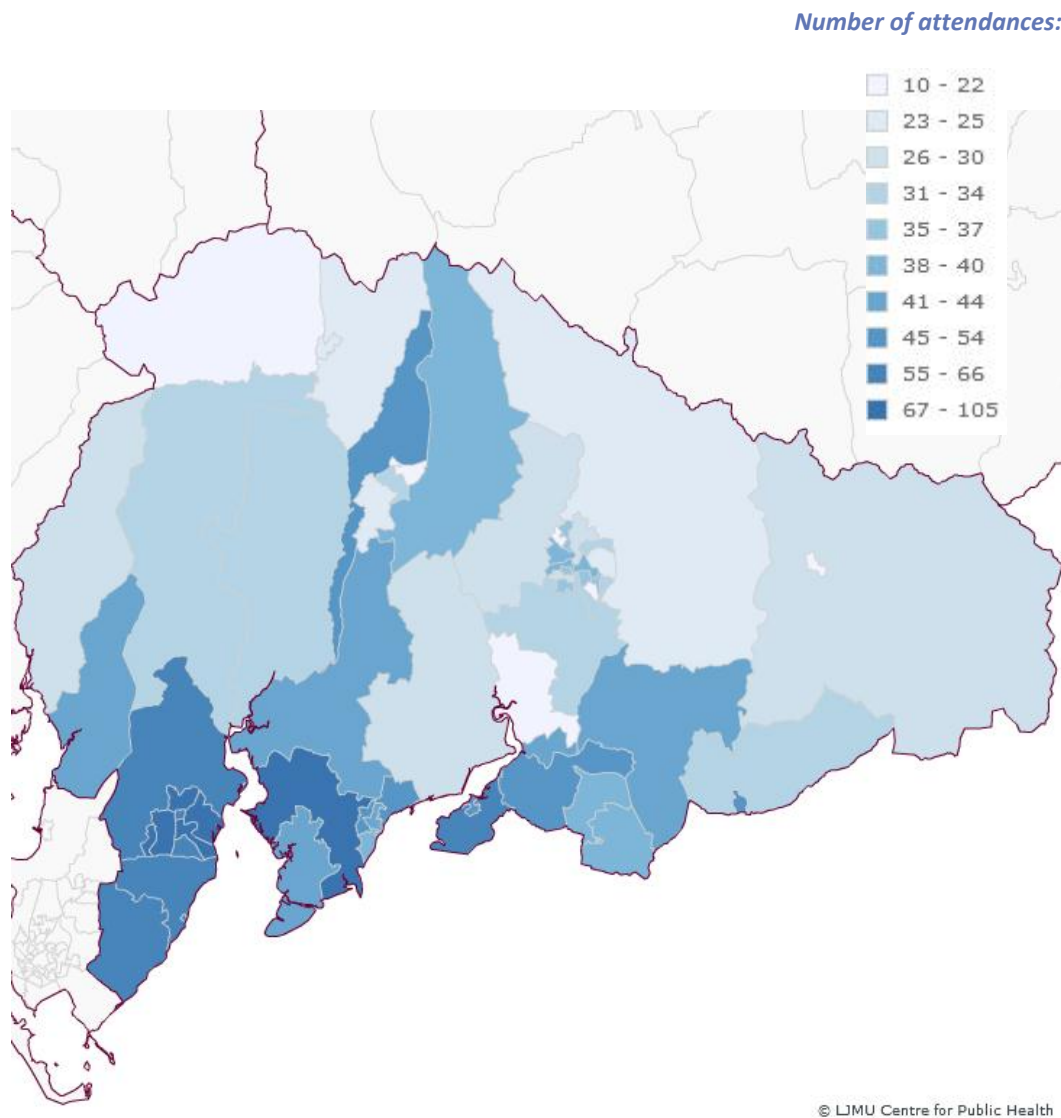 Number of attendances:
10 - 22
23 - 25
26 - 30
31 - 34
35 - 37
38 - 40
41 - 44
45 - 54
55 - 66
67 - 105
© LJMU Centre for Public Health